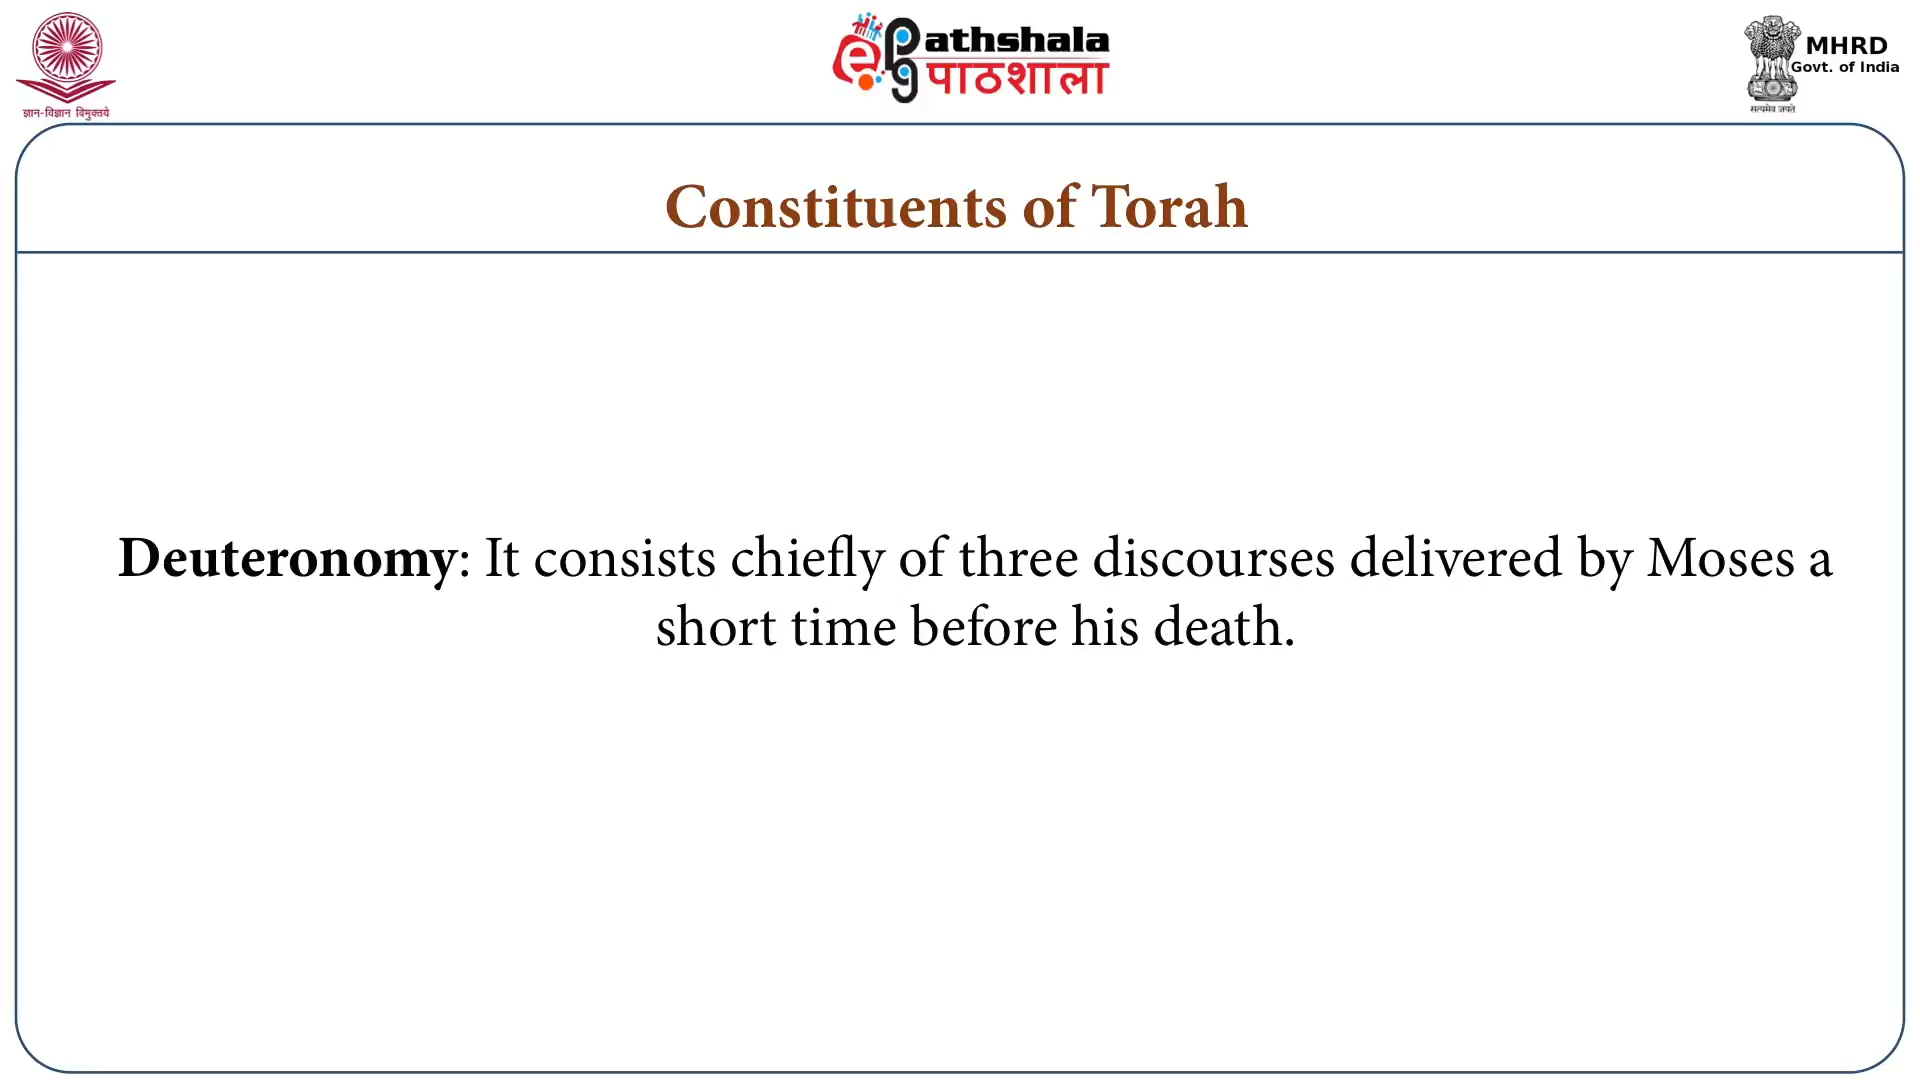 ज्ञान-विज्ञान विमुक्तये
ePathshala
पाठशाला
MHRD
Govt. of India
सत्यमेव जयते
Constituents of Torah
Deuteronomy: It consists chiefly of three discourses delivered by Moses a
short time before his death.